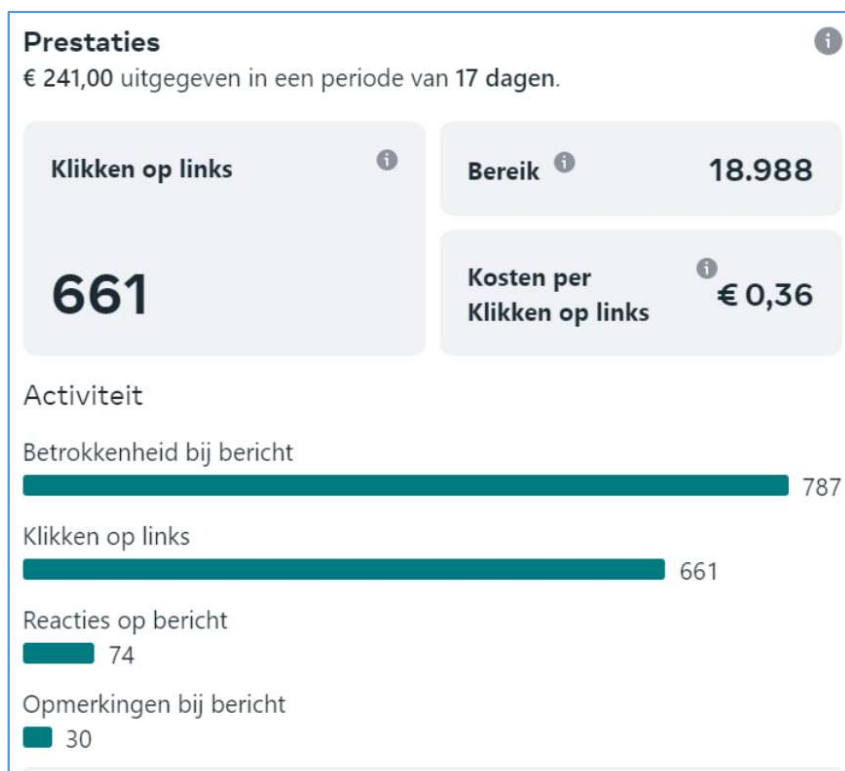 Prestaties
€ 241,00 uitgegeven in een periode van 17 dagen.
Klikken op links
661
Bereik
18.988
Kosten per
Klikken op links
€ 0,36
Activiteit
Betrokkenheid bij bericht
787
Klikken op links
661
Reacties op bericht
74
Opmerkingen bij bericht
30